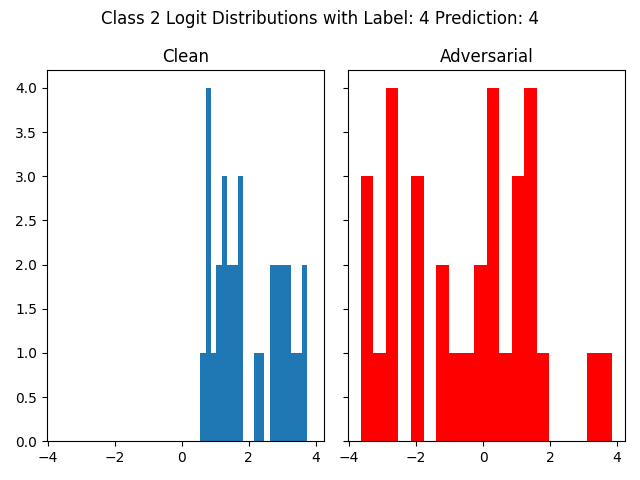 Class 2 Logit Distributions with Label: 4 Prediction: 4
Clean
Adversarial
4.0
3.5
3.0
2.5
2.0
1.5
1.0
0.5
0.0
−4 −2 0 2 4
−4 −2 0 2 4